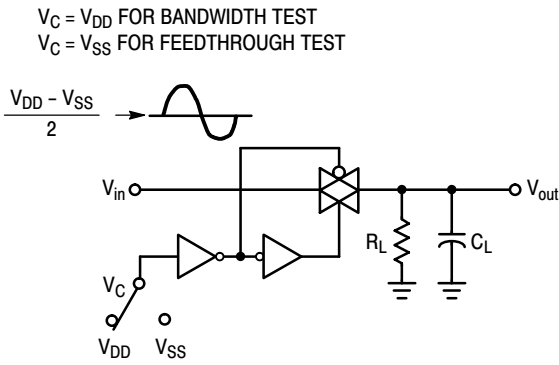 V_C = V_DD FOR BANDWIDTH TEST
V_C = V_SS FOR FEEDTHROUGH TEST
V_DD – V_SS
2
V_in
V_out
R_L
C_L
V_C
V_DD
V_SS